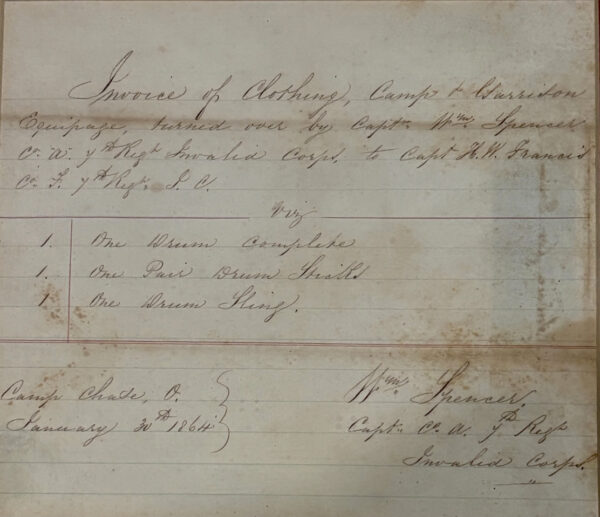 Invoice of Clothing, Camp & Garrison
Equipage, turned over by Captn Wm. Spencer
Co. A. 7th Regt Invalid Corps. to Capt H. W. Francis
Co. F. 7th Regt. I. C.
Viz
1. One Drum Complete
1. One Pair Drum Sticks
1 One Drum Sling.
Camp Chase, O.
January 30th 1864
Wm. Spencer,
Capt. Co. A. 7th Regt
Invalid Corps.